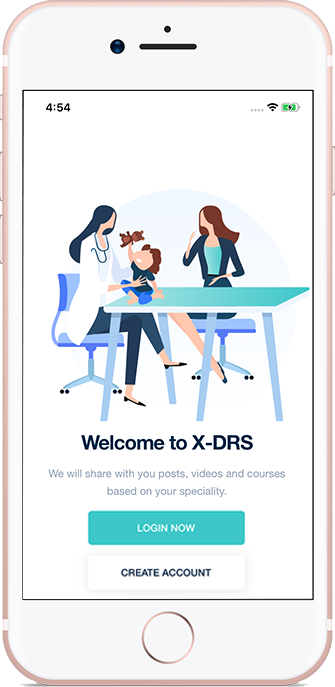 4:54
Welcome to X-DRS
We will share with you posts, videos and courses
based on your speciality.
LOGIN NOW
CREATE ACCOUNT